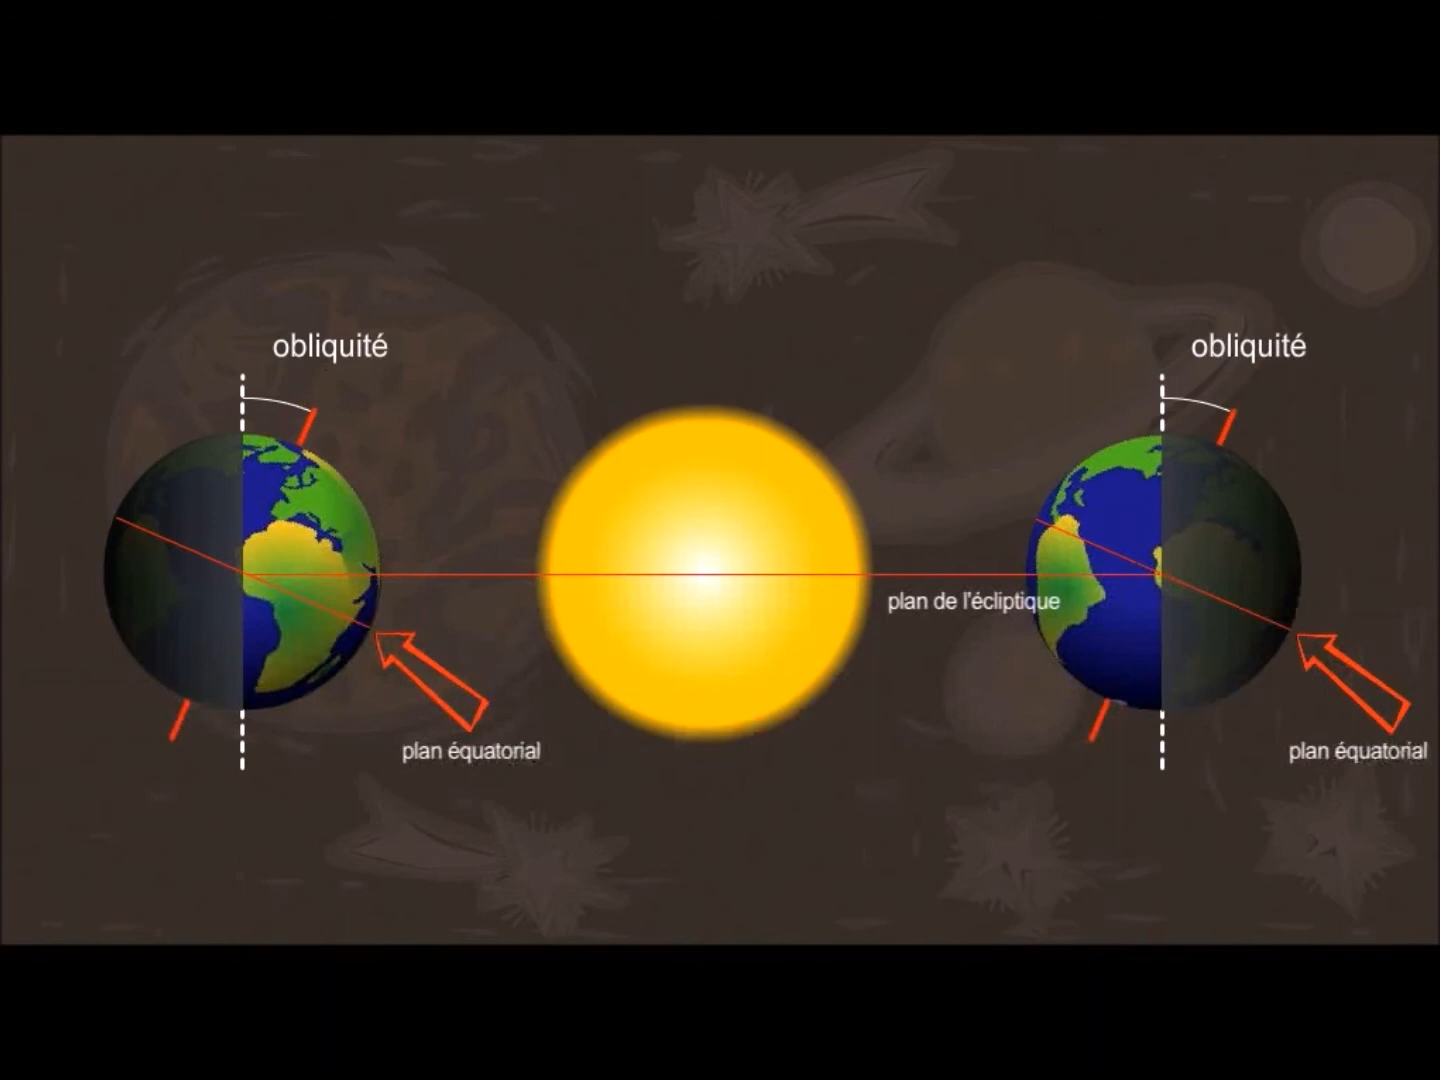 obliquité
obliquité
plan de l'écliptique
plan équatorial
plan équatorial